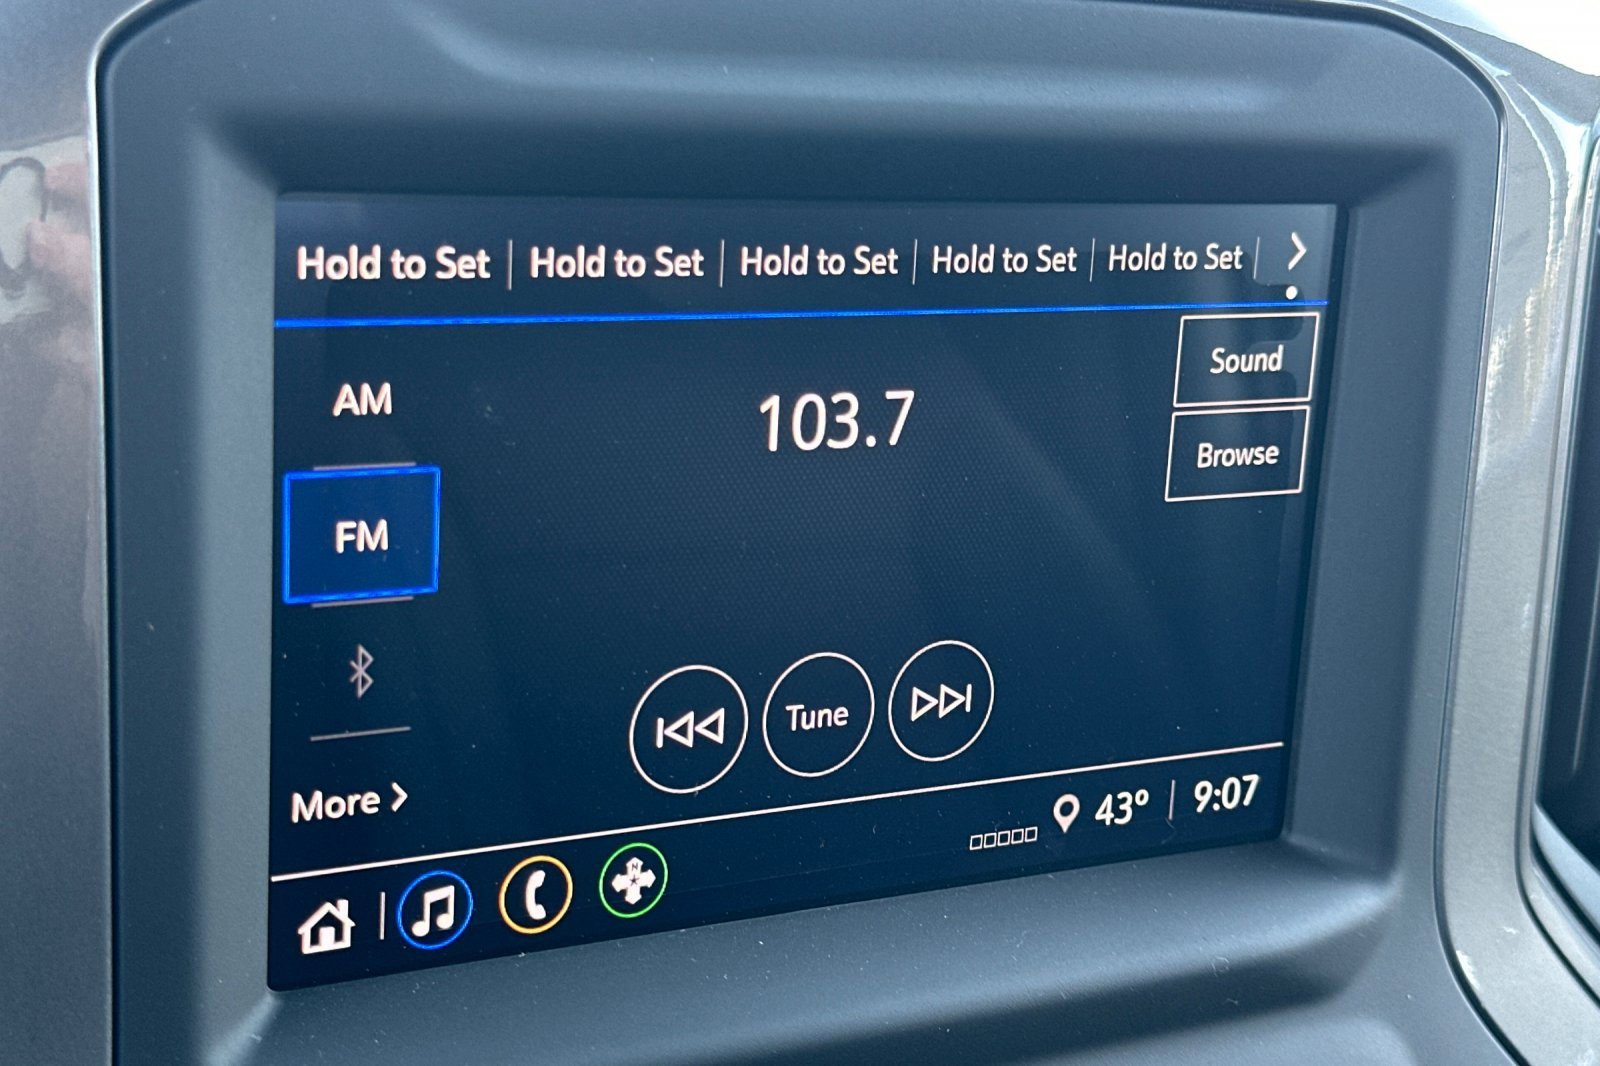 Hold to Set Hold to Set Hold to Set Hold to Set Hold to Set
AM
103.7
Sound
Browse
FM
Tune
More
43° 9:07
N